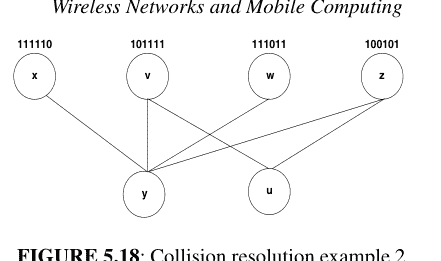 Wireless Networks and Mobile Computing
111110 101111 111011 100101
x v w z
y u
FIGURE 5.18: Collision resolution example 2